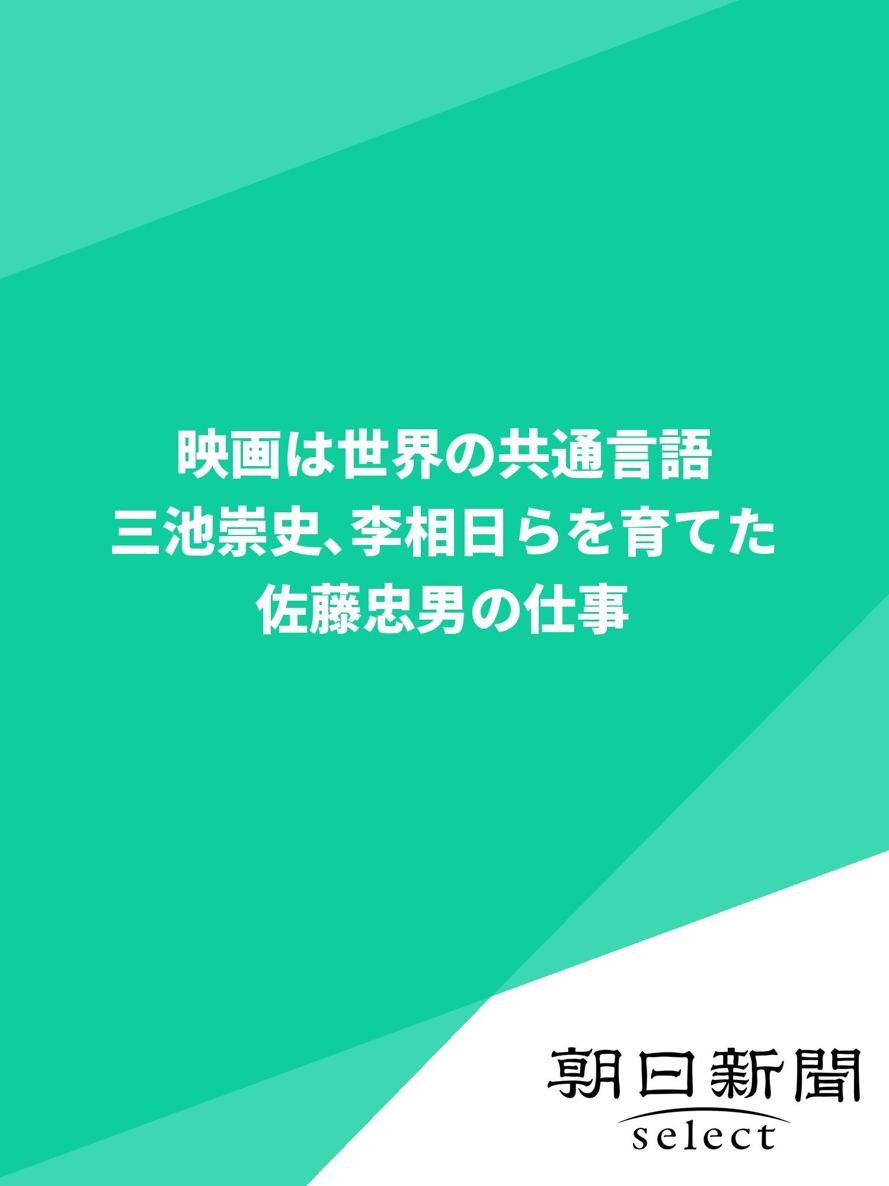 映画は世界の共通言語
三池崇史、李相日らを育てた
佐藤忠男の仕事
朝日新聞
select